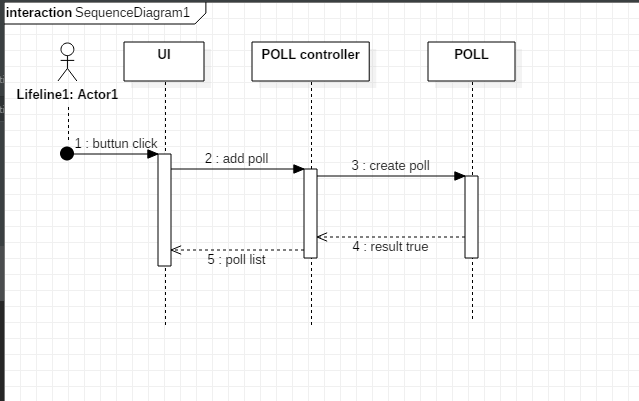 interaction SequenceDiagram1
UI
POLL controller
POLL
Lifeline1: Actor1
1 : buttun click
2 : add poll
3 : create poll
4 : result true
5 : poll list